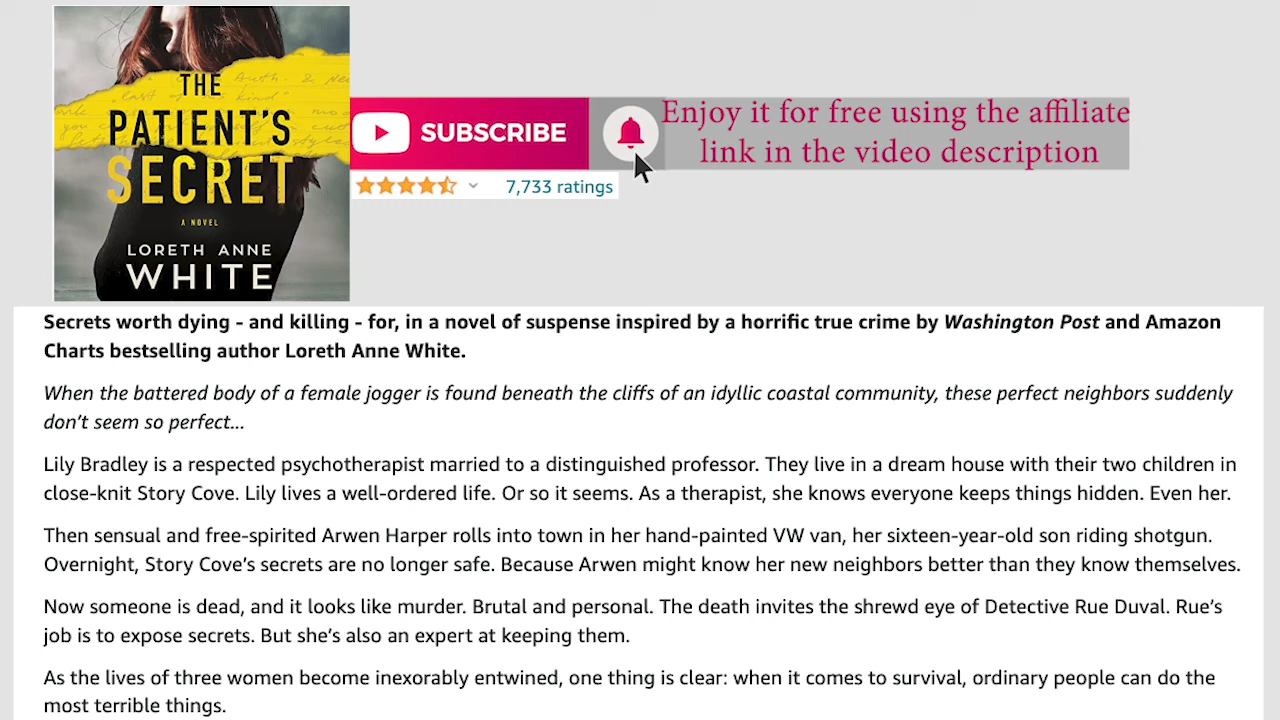 THE
PATIENT'S
SECRET
A NOVEL
LORETH ANNE
WHITE
SUBSCRIBE
Enjoy it for free using the affiliate
link in the video description
7,733 ratings
Secrets worth dying - and killing - for, in a novel of suspense inspired by a horrific true crime by Washington Post and Amazon
Charts bestselling author Loreth Anne White.
When the battered body of a female jogger is found beneath the cliffs of an idyllic coastal community, these perfect neighbors suddenly
don’t seem so perfect...
Lily Bradley is a respected psychotherapist married to a distinguished professor. They live in a dream house with their two children in
close-knit Story Cove. Lily lives a well-ordered life. Or so it seems. As a therapist, she knows everyone keeps things hidden. Even her.
Then sensual and free-spirited Arwen Harper rolls into town in her hand-painted VW van, her sixteen-year-old son riding shotgun.
Overnight, Story Cove’s secrets are no longer safe. Because Arwen might know her new neighbors better than they know themselves.
Now someone is dead, and it looks like murder. Brutal and personal. The death invites the shrewd eye of Detective Rue Duval. Rue’s
job is to expose secrets. But she’s also an expert at keeping them.
As the lives of three women become inexorably entwined, one thing is clear: when it comes to survival, ordinary people can do the
most terrible things.